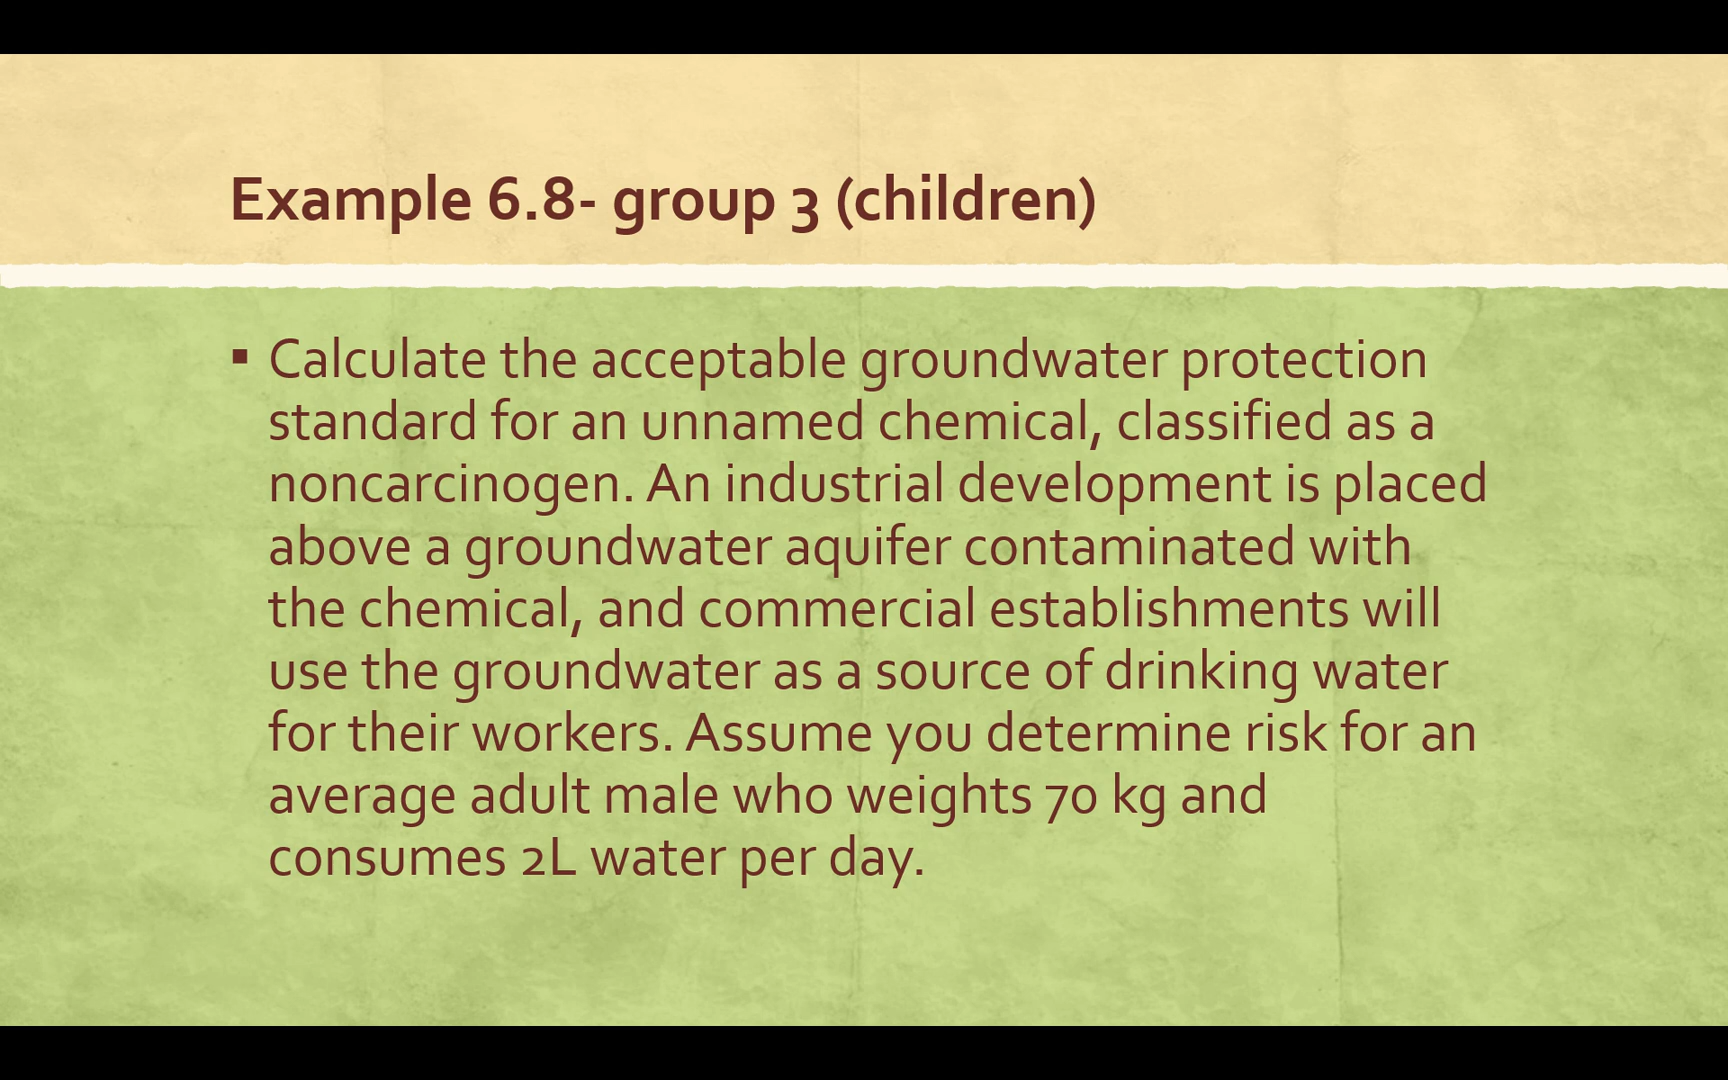 Example 6.8- group 3 (children)
▪ Calculate the acceptable groundwater protection
standard for an unnamed chemical, classified as a
noncarcinogen. An industrial development is placed
above a groundwater aquifer contaminated with
the chemical, and commercial establishments will
use the groundwater as a source of drinking water
for their workers. Assume you determine risk for an
average adult male who weights 70 kg and
consumes 2L water per day.